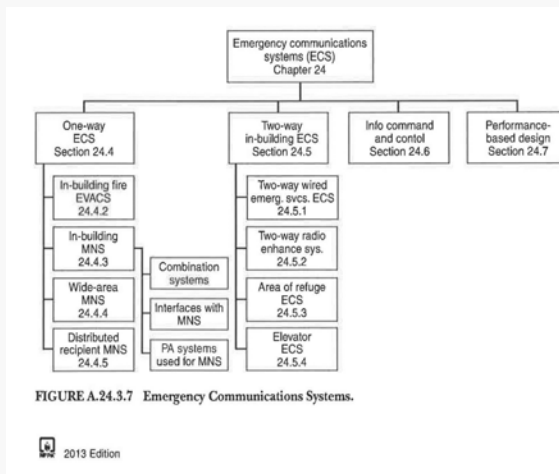 Emergency communications
systems (ECS)
Chapter 24
One-way
ECS
Section 24.4
Two-way
in-building ECS
Section 24.5
Info command
and contol
Section 24.6
Performance-
based design
Section 24.7
In-building fire
EVACS
24.4.2
In-building
MNS
24.4.3
Wide-area
MNS
24.4.4
Distributed
recipient MNS
24.4.5
Combination
systems
Interfaces with
MNS
PA systems
used for MNS
Two-way wired
emerg. svcs. ECS
24.5.1
Two-way radio
enhance sys.
24.5.2
Area of refuge
ECS
24.5.3
Elevator
ECS
24.5.4
FIGURE A.24.3.7 Emergency Communications Systems.
2013 Edition